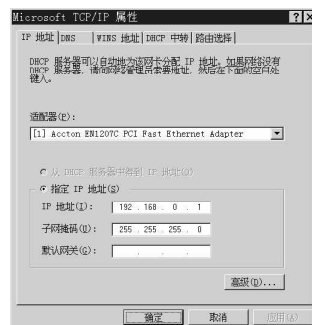 Microsoft TCP/IP 属性
IP 地址 DNS WINS 地址 DHCP 中转 路由选择
DHCP 服务器可以自动地为该网卡分配 IP 地址。如果网络没有
DHCP 服务器，请向网络管理员索要地址，然后在下面的空白处
键入。
适配器(P):
[1] Accton EN1207C PCI Fast Ethernet Adapter
从 DHCP 服务器中得到 IP 地址(O)
指定 IP 地址(S)
IP 地址(I): 192 .168 . 0 . 1
子网掩码(U): 255 .255 .255 . 0
默认网关(G): . . .
高级(D)...
确定 取消 应用(A)